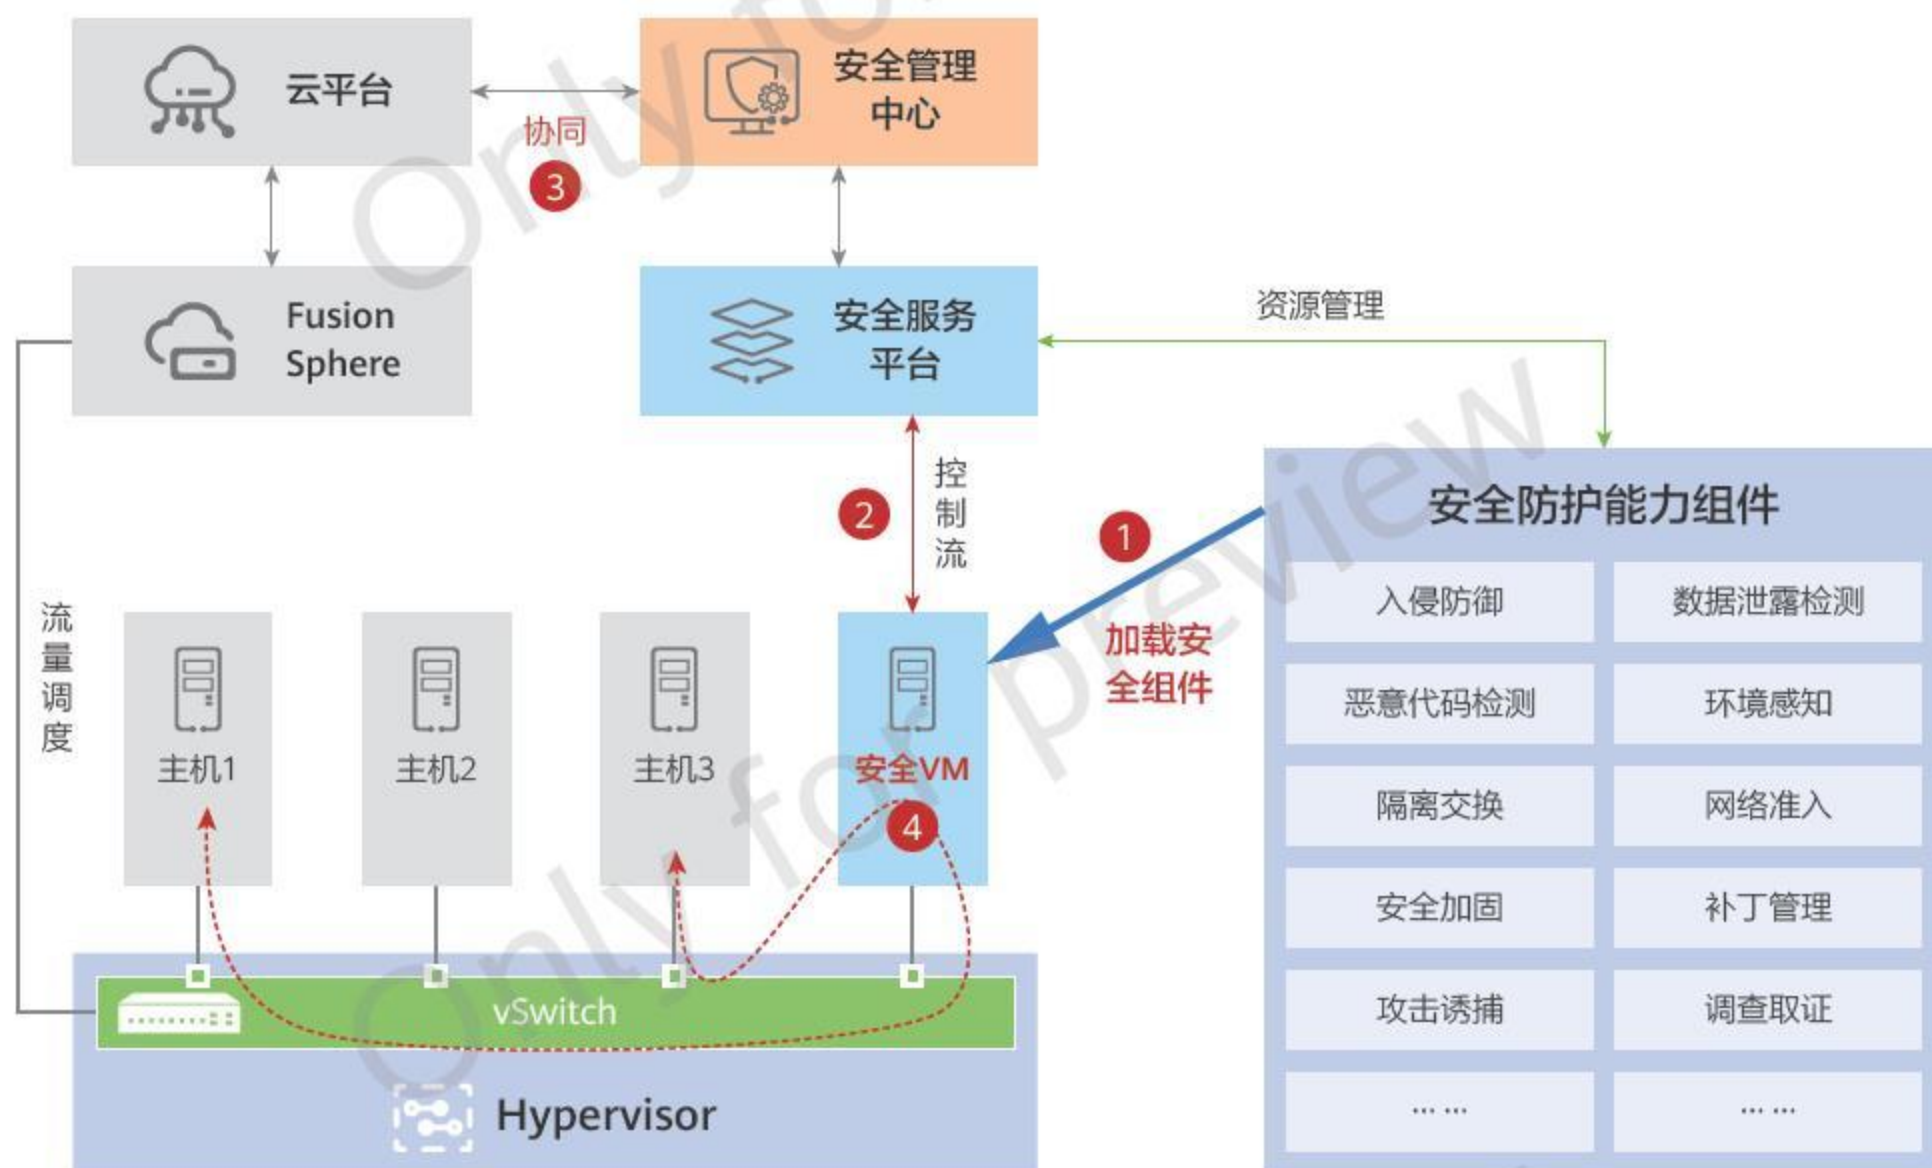 云平台
协同
3
安全管理
中心
Fusion
Sphere
安全服务
平台
资源管理
流量调度
2
控制流
1
加载安
全组件
主机1
主机2
主机3
安全VM
4
vSwitch
Hypervisor
安全防护能力组件
入侵防御
数据泄露检测
恶意代码检测
环境感知
隔离交换
网络准入
安全加固
补丁管理
攻击诱捕
调查取证
... ...
... ...
Only for
Only for preview